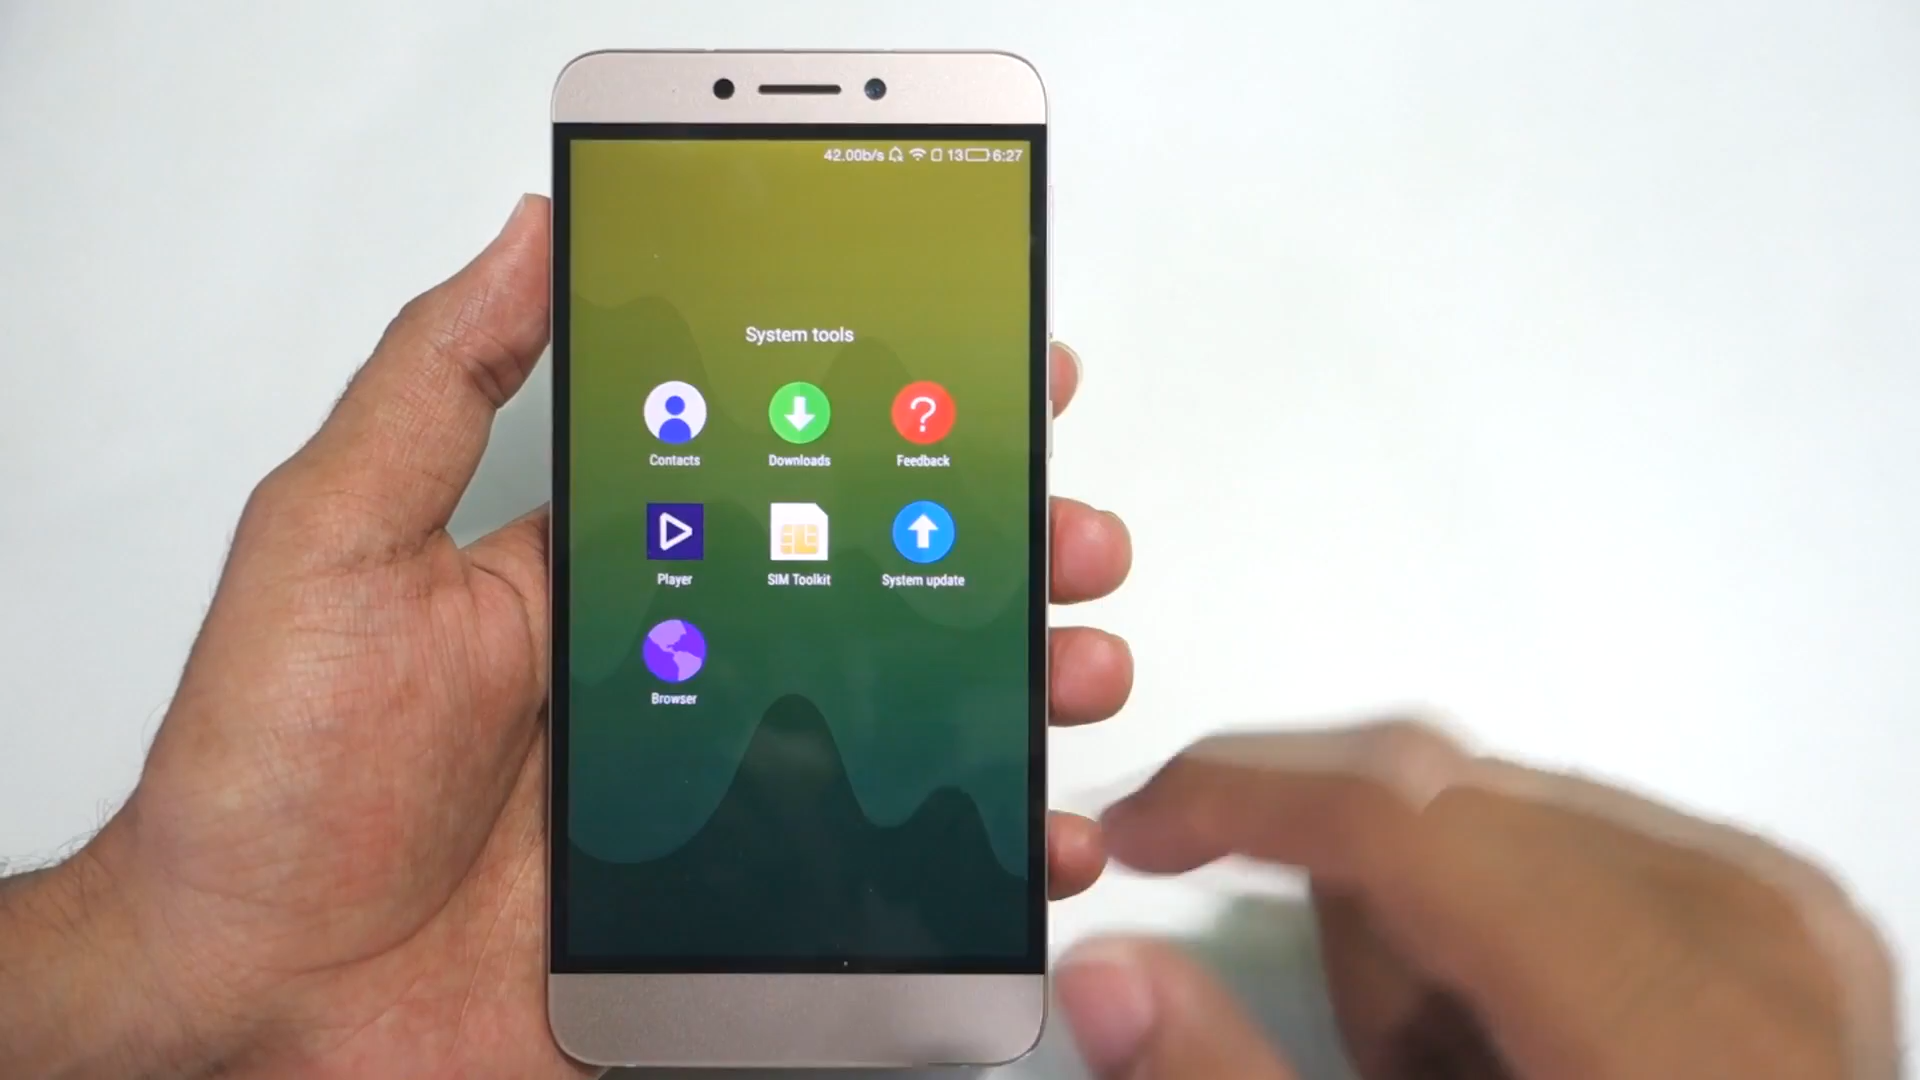 42.00b/s 13 6:27
System tools
Contacts Downloads Feedback
Player SIM Toolkit System update
Browser